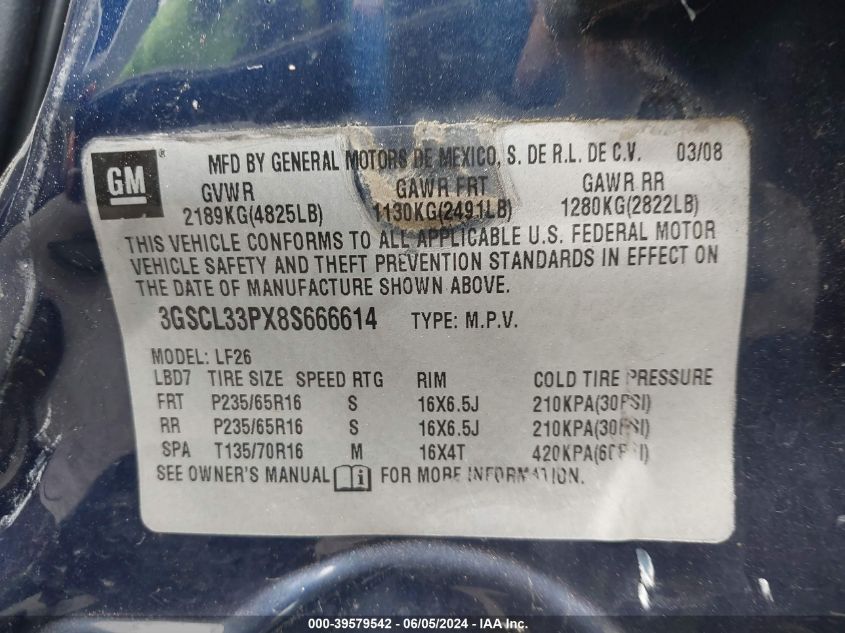 GM ® MFD BY GENERAL MOTORS DE MEXICO, S. DE R.L. DE C.V. 03/08
GVWR GAWR FRT GAWR RR
2189KG(4825LB) 1130KG(2491LB) 1280KG(2822LB)
THIS VEHICLE CONFORMS TO ALL APPLICABLE U.S. FEDERAL MOTOR
VEHICLE SAFETY AND THEFT PREVENTION STANDARDS IN EFFECT ON
THE DATE OF MANUFACTURE SHOWN ABOVE.
3GSCL33PX8S666614 TYPE: M.P.V.
MODEL: LF26
LBD7 TIRE SIZE SPEED RTG RIM COLD TIRE PRESSURE
FRT P235/65R16 S 16X6.5J 210KPA(30PSI)
RR P235/65R16 S 16X6.5J 210KPA(30PSI)
SPA T135/70R16 M 16X4T 420KPA(60PSI)
SEE OWNER'S MANUAL i FOR MORE INFORMATION.
000-39579542 - 06/05/2024 - IAA Inc.